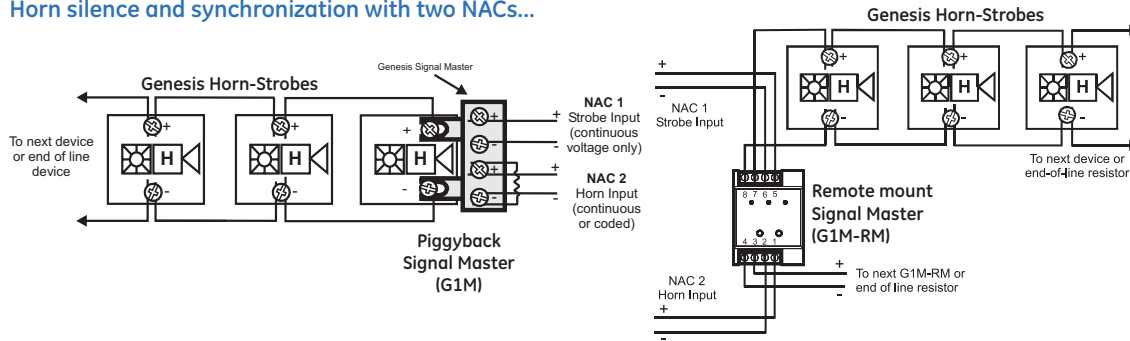 Horn silence and synchronization with two NACs...
Genesis Signal Master
Genesis Horn-Strobes
To next device
or end of line
device
+
-
H
+
-
H
+
-
H
+
-
+
-
+ NAC 1
- Strobe Input
(continuous
voltage only)
+ NAC 2
- Horn Input
(continuous
or coded)
Piggyback
Signal Master
(G1M)
Genesis Horn-Strobes
+
-
NAC 1
Strobe Input
+
-
H
+
-
H
+
-
H
To next device or
end-of-line resistor
8 7 6 5
4 3 2 1
Remote mount
Signal Master
(G1M-RM)
+
-
To next G1M-RM or
end of line resistor
NAC 2
Horn Input
+
-